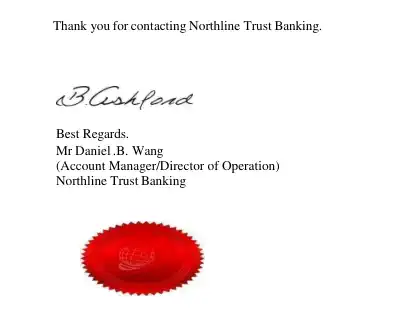 Thank you for contacting Northline Trust Banking.
B. Ashford
Best Regards.
Mr Daniel .B. Wang
(Account Manager/Director of Operation)
Northline Trust Banking